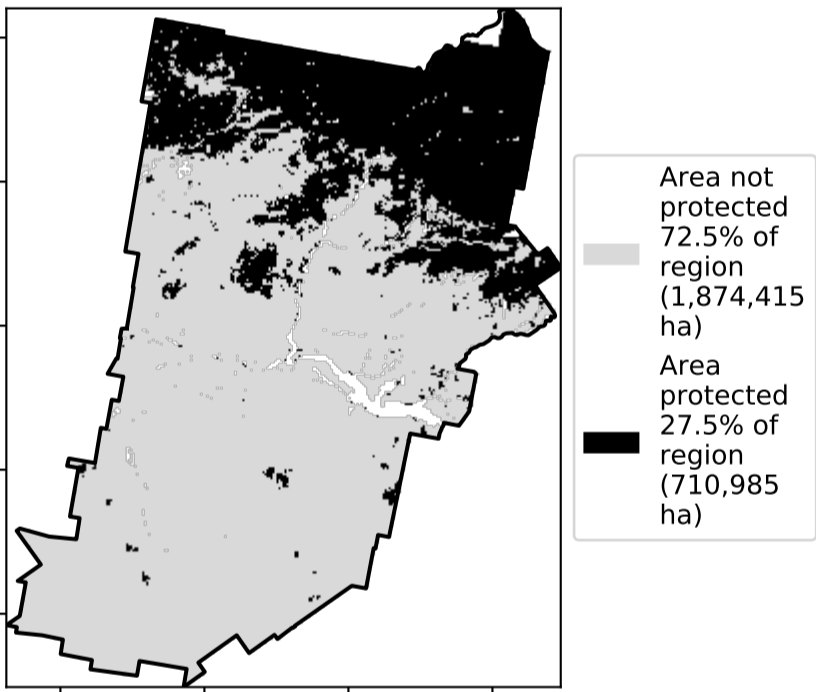 Area not
protected
72.5% of
region
(1,874,415
ha)
Area
protected
27.5% of
region
(710,985
ha)